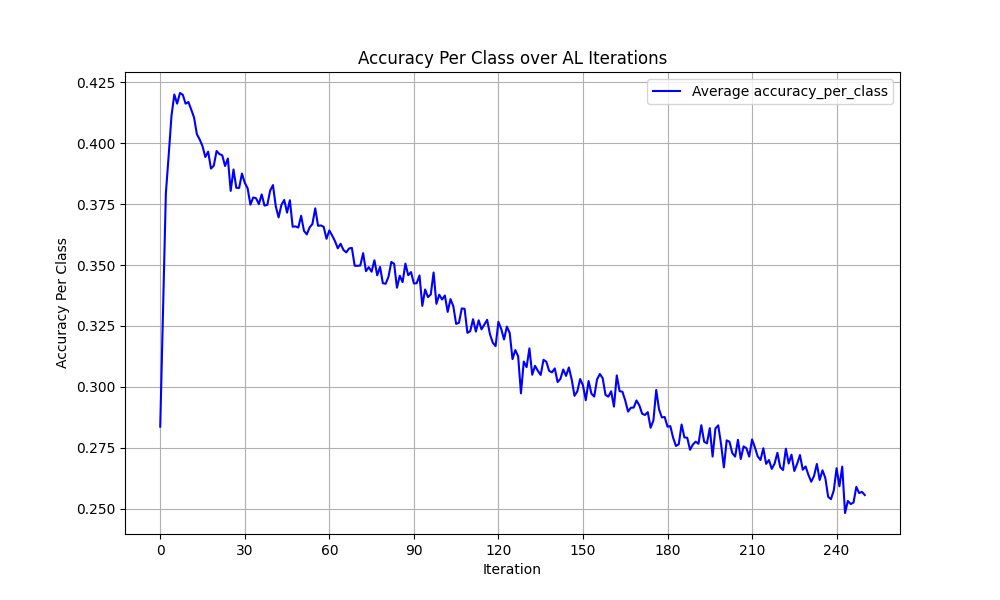 Accuracy Per Class over AL Iterations
Average accuracy_per_class
Accuracy Per Class
0.425
0.400
0.375
0.350
0.325
0.300
0.275
0.250
0 30 60 90 120 150 180 210 240
Iteration